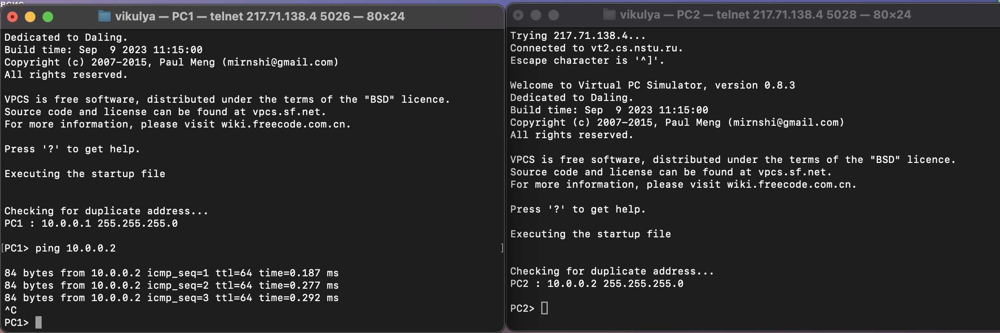 vikulya — PC1 — telnet 217.71.138.4 5026 — 80×24
Dedicated to Daling.
Build time: Sep  9 2023 11:15:00
Copyright (c) 2007-2015, Paul Meng (mirnshi@gmail.com)
All rights reserved.

VPCS is free software, distributed under the terms of the "BSD" licence.
Source code and license can be found at vpcs.sf.net.
For more information, please visit wiki.freecode.com.cn.

Press '?' to get help.

Executing the startup file

Checking for duplicate address...
PC1 : 10.0.0.1 255.255.255.0

[PC1> ping 10.0.0.2 ]

84 bytes from 10.0.0.2 icmp_seq=1 ttl=64 time=0.187 ms
84 bytes from 10.0.0.2 icmp_seq=2 ttl=64 time=0.277 ms
84 bytes from 10.0.0.2 icmp_seq=3 ttl=64 time=0.292 ms
^C
PC1>

vikulya — PC2 — telnet 217.71.138.4 5028 — 80×24
Trying 217.71.138.4...
Connected to vt2.cs.nstu.ru.
Escape character is '^]'.

Welcome to Virtual PC Simulator, version 0.8.3
Dedicated to Daling.
Build time: Sep  9 2023 11:15:00
Copyright (c) 2007-2015, Paul Meng (mirnshi@gmail.com)
All rights reserved.

VPCS is free software, distributed under the terms of the "BSD" licence.
Source code and license can be found at vpcs.sf.net.
For more information, please visit wiki.freecode.com.cn.

Press '?' to get help.

Executing the startup file

Checking for duplicate address...
PC2 : 10.0.0.2 255.255.255.0

PC2>